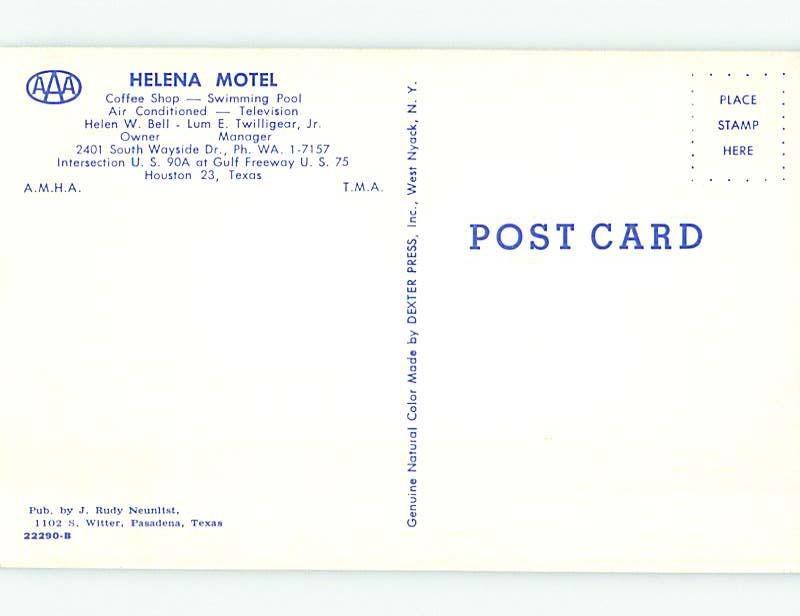 AAA
HELENA MOTEL
Coffee Shop — Swimming Pool
Air Conditioned — Television
Helen W. Bell - Lum E. Twilligear, Jr.
Owner Manager
2401 South Wayside Dr., Ph. WA. 1-7157
Intersection U. S. 90A at Gulf Freeway U. S. 75
Houston 23, Texas
A.M.H.A. T.M.A.
Pub. by J. Rudy Neunlist,
1102 S. Witter, Pasadena, Texas
22290-B
Genuine Natural Color Made by DEXTER PRESS, Inc., West Nyack, N. Y.
PLACE
STAMP
HERE
POST CARD